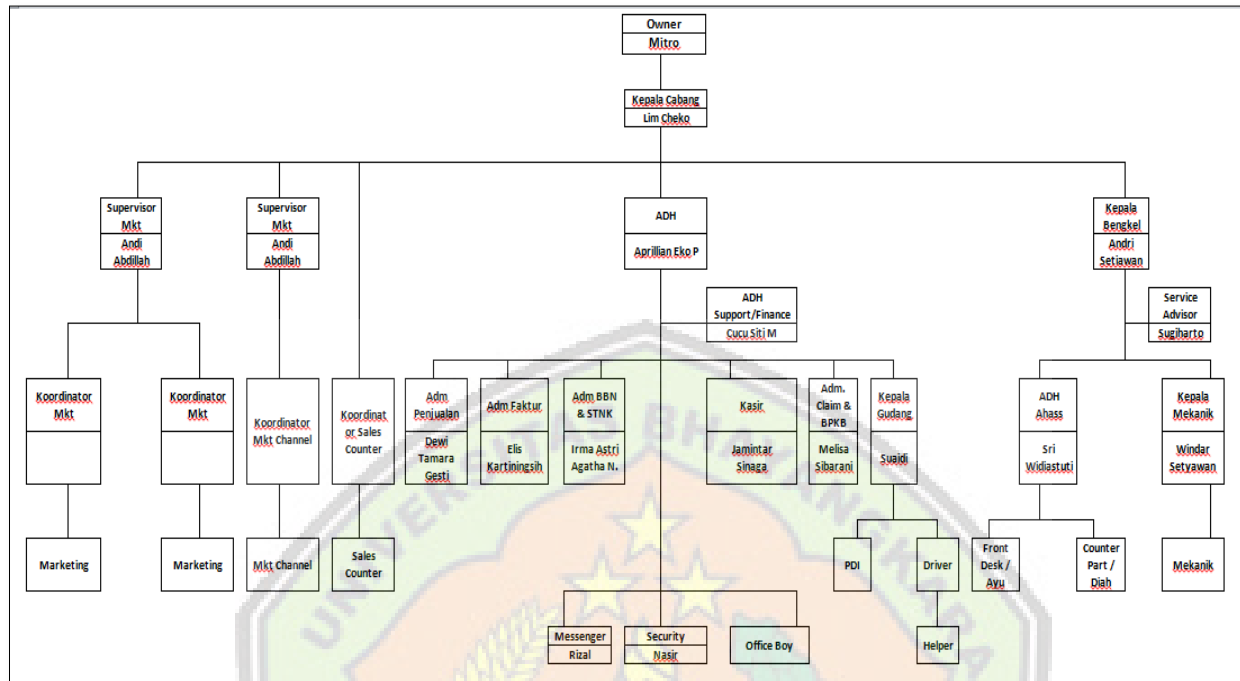 Owner
Mitro
Kepala Cabang
Lim Cheko
Supervisor
Mkt
Andi
Abdillah
Supervisor
Mkt
Andi
Abdillah
ADH
Aprillian Eko P
Kepala
Bengkel
Andri
Setiawan
ADH
Support/Finance
Cucu Siti M
Service
Advisor
Sugiharto
Koordinator
Mkt
Koordinator
Mkt
Koordinator
Mkt Channel
Koordinat
or Sales
Counter
Adm
Penjualan
Dewi
Tamara
Gesti
Adm Faktur
Elis
Kartiningsih
Adm BBN
& STNK
Irma Astri
Agatha N.
Kasir
Jamintar
Sinaga
Adm.
Claim &
BPKB
Melisa
Sibarani
Kepala
Gudang
Suaidi
ADH
Ahass
Sri
Widiastuti
Kepala
Mekanik
Windar
Setyawan
Marketing
Marketing
Mkt Channel
Sales
Counter
PDI
Driver
Front
Desk /
Ayu
Counter
Part /
Diah
Mekanik
Messenger
Rizal
Security
Nasir
Office Boy
Helper
UNIVERSITAS BHAYANGKARA